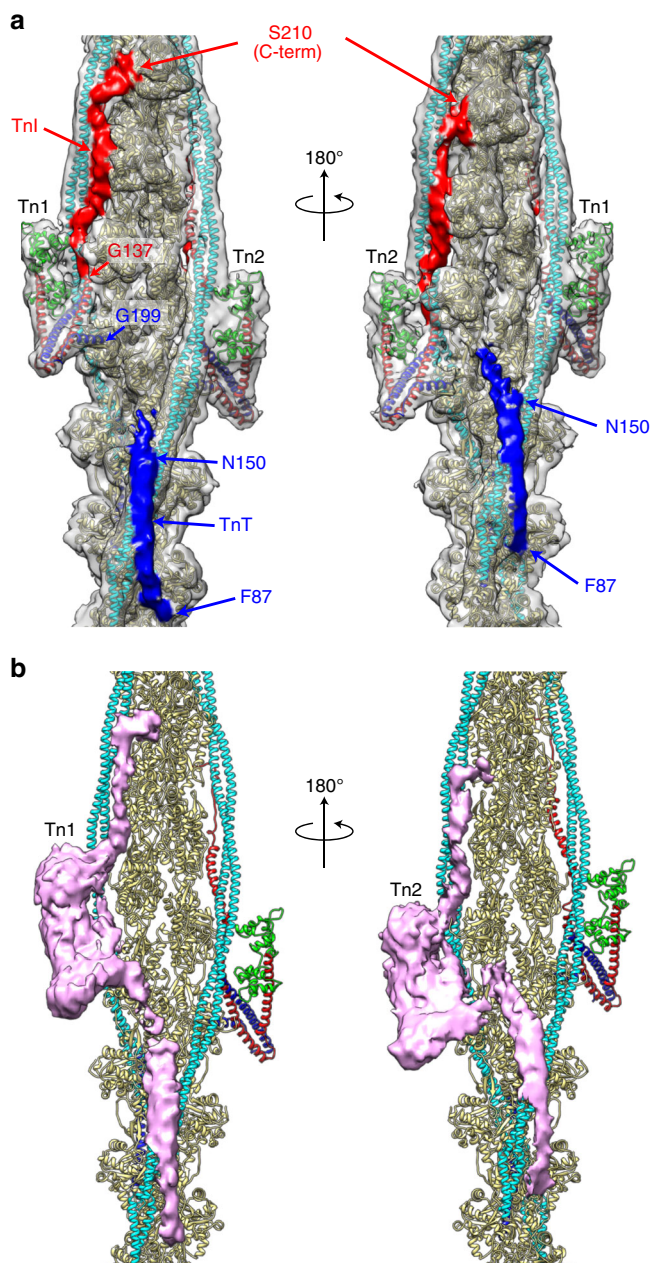 a
S210
(C-term)
TnI
180°
Tn1
Tn1
Tn2
Tn2
G137
G199
N150
N150
TnT
F87
F87
b
180°
Tn1
Tn2